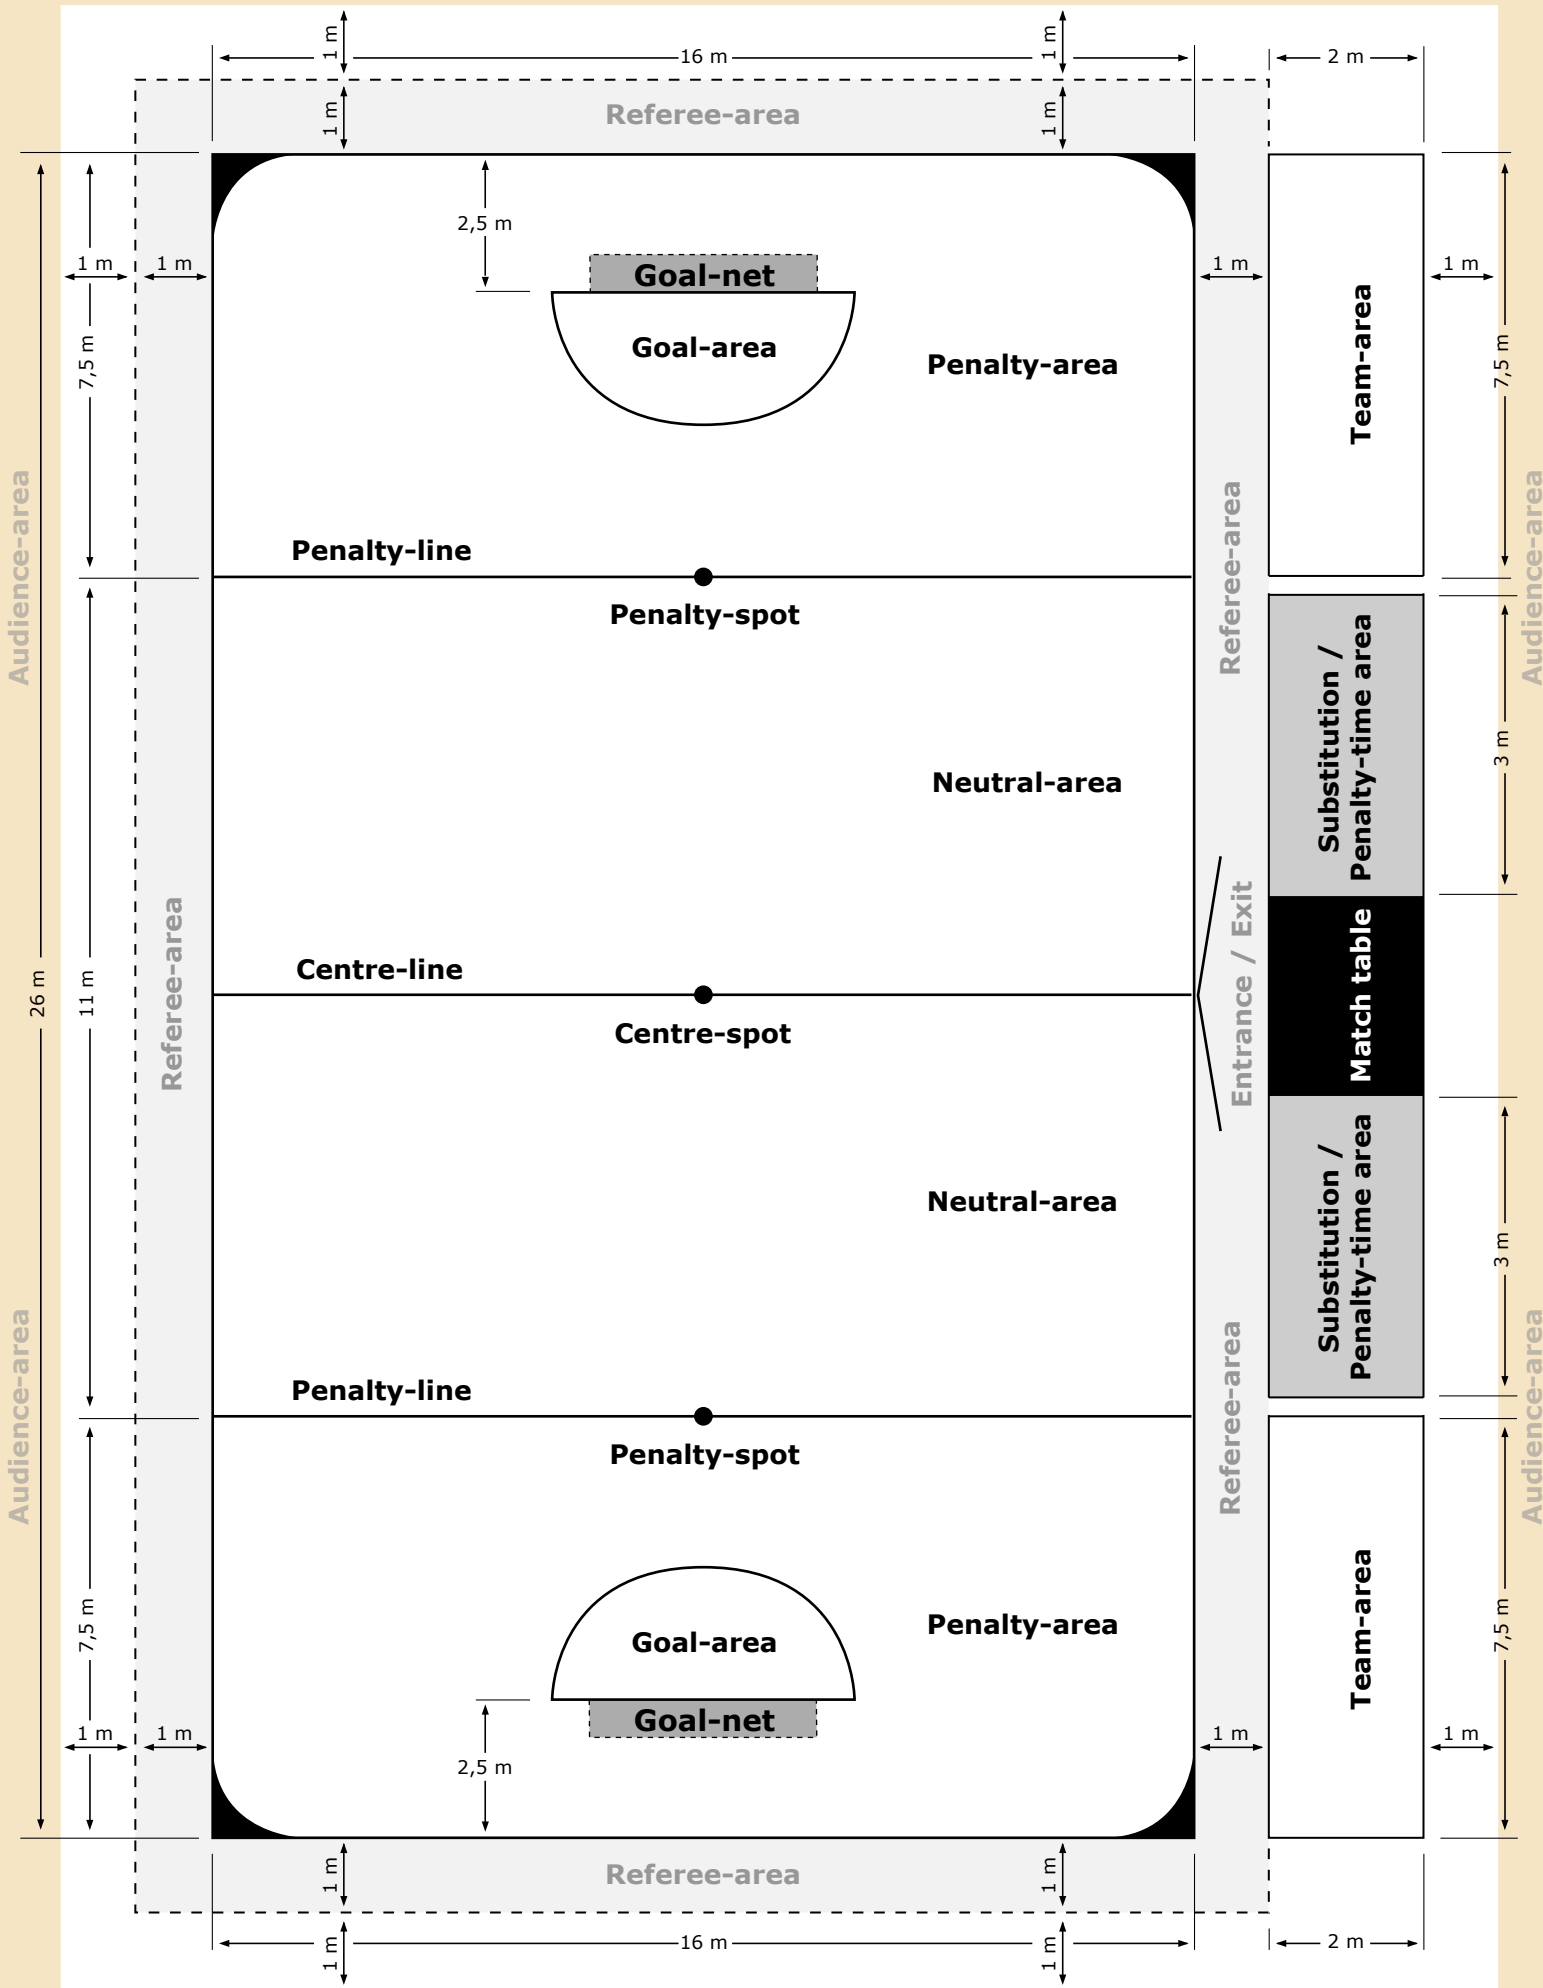 1 m
1 m
16 m
2 m
1 m
1 m
Referee-area
2,5 m
1 m
1 m
1 m
1 m
Goal-net
Goal-area
Penalty-area
7,5 m
Team-area
7,5 m
Audience-area
Penalty-line
Referee-area
Audience-area
Penalty-spot
Substitution /
Penalty-time area
3 m
Neutral-area
Referee-area
26 m
11 m
Centre-line
Entrance / Exit
Match table
Centre-spot
Neutral-area
Substitution /
Penalty-time area
3 m
Audience-area
Penalty-line
Referee-area
Audience-area
Penalty-spot
7,5 m
Goal-area
Penalty-area
Team-area
7,5 m
Goal-net
1 m
1 m
1 m
1 m
2,5 m
1 m
Referee-area
1 m
1 m
16 m
1 m
2 m